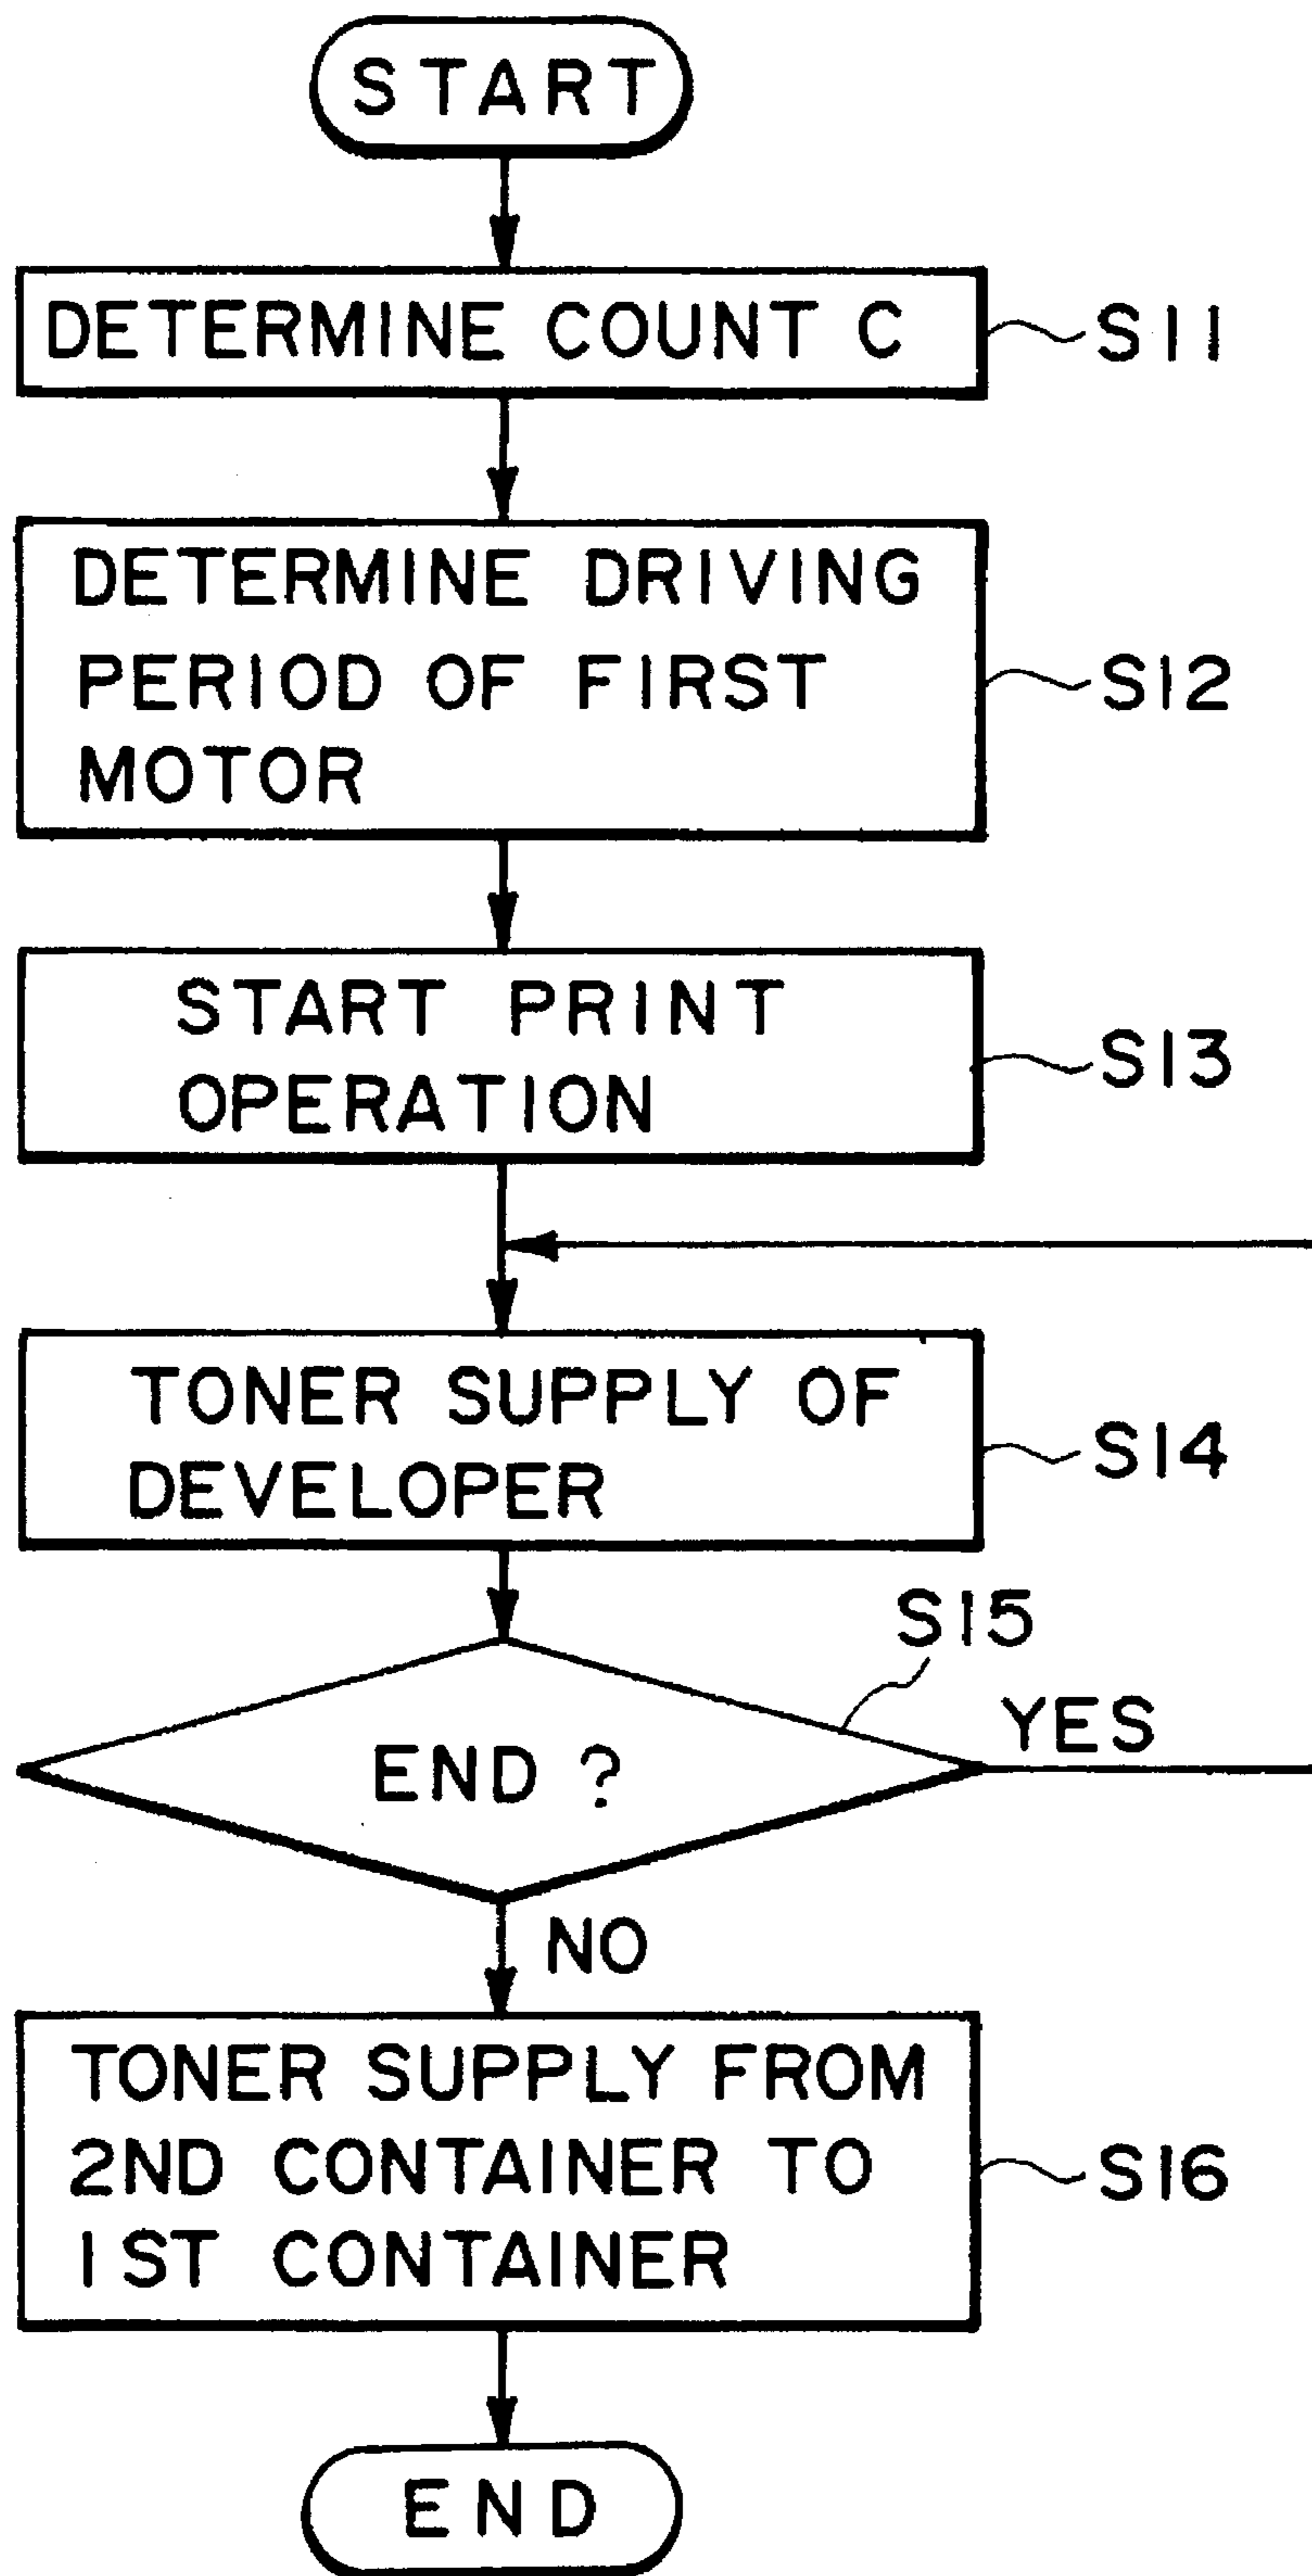 START
DETERMINE COUNT C
S11
DETERMINE DRIVING
PERIOD OF FIRST
MOTOR
S12
START PRINT
OPERATION
S13
TONER SUPPLY OF
DEVELOPER
S14
S15
END ?
YES
NO
TONER SUPPLY FROM
2ND CONTAINER TO
1ST CONTAINER
S16
END